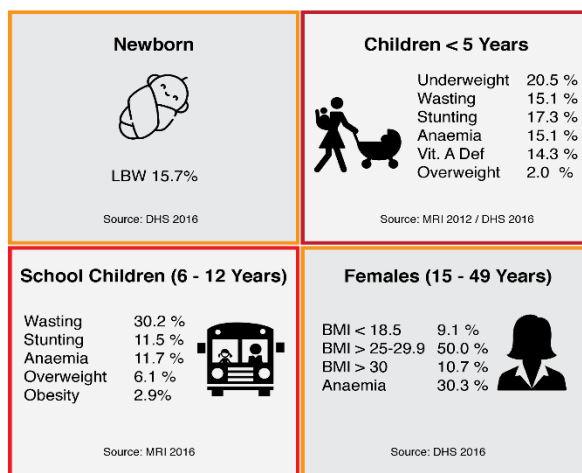 Newborn
LBW 15.7%
Source: DHS 2016
Children < 5 Years
Underweight 20.5 %
Wasting 15.1 %
Stunting 17.3 %
Anaemia 15.1 %
Vit. A Def 14.3 %
Overweight 2.0 %
Source: MRI 2012 / DHS 2016
School Children (6 - 12 Years)
Wasting 30.2 %
Stunting 11.5 %
Anaemia 11.7 %
Overweight 6.1 %
Obesity 2.9%
Source: MRI 2016
Females (15 - 49 Years)
BMI < 18.5 9.1 %
BMI > 25-29.9 50.0 %
BMI > 30 10.7 %
Anaemia 30.3 %
Source: DHS 2016